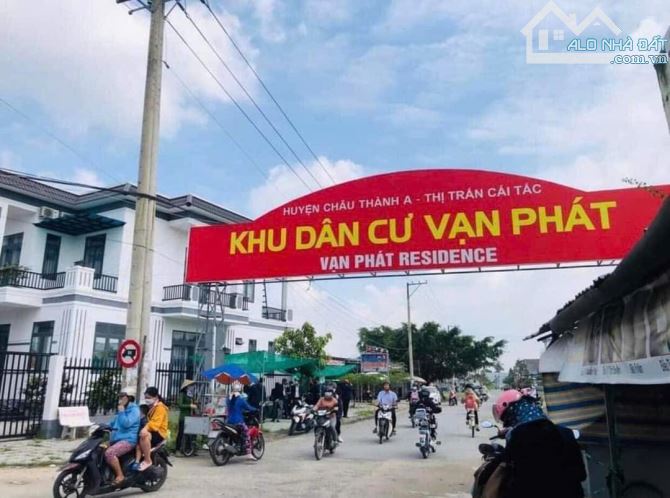 ALO NHÀ ĐẤT
.com.vn
HUYỆN CHÂU THÀNH A - THỊ TRẤN CÁI TẮC
KHU DÂN CƯ VẠN PHÁT
VẠN PHÁT RESIDENCE